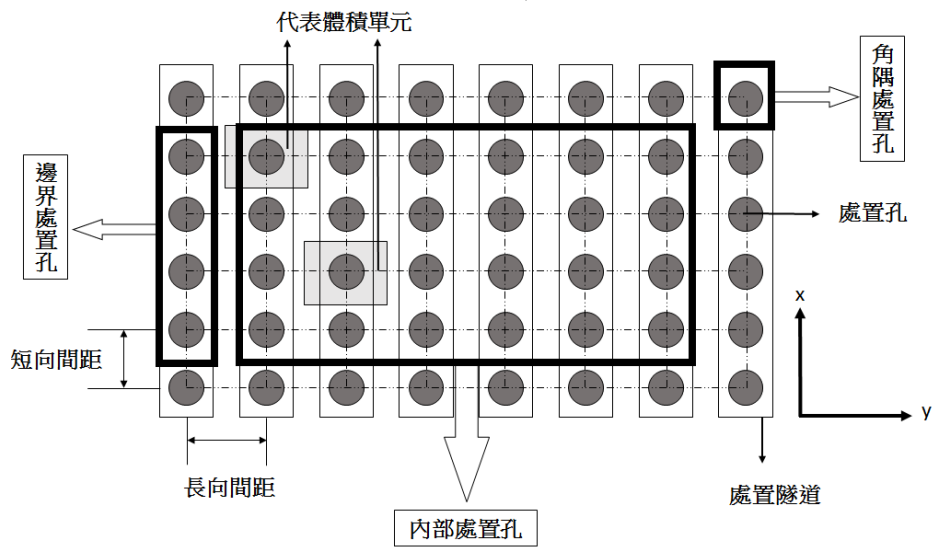 代表體積單元
角隅處置孔
邊界處置孔
處置孔
x
短向間距
y
長向間距
處置隧道
內部處置孔